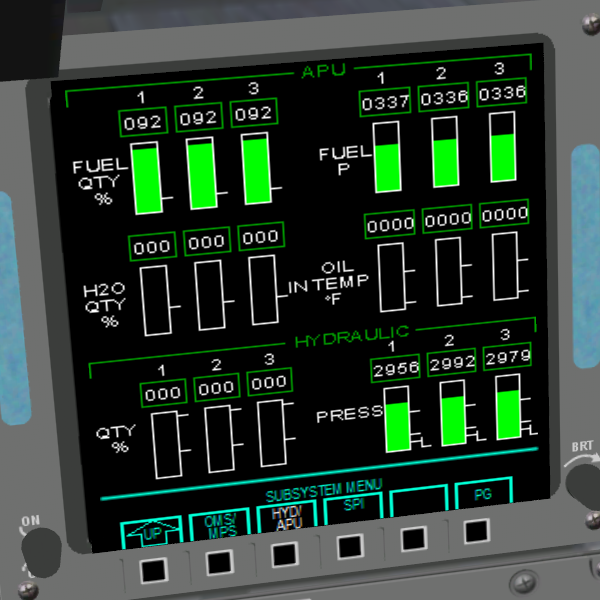 APU
1 2 3
092 092 092
FUEL
QTY
%
1 2 3
0337 0336 0336
FUEL
P
000 000 000
H2O
QTY
%
0000 0000 0000
OIL
IN TEMP
°F
HYDRAULIC
1 2 3
000 000 000
QTY
%
1 2 3
2956 2992 2979
PRESS
L L L
SUBSYSTEM MENU
UP
OMS/
MPS
HYD/
APU
SPI
PG
ON
BRT